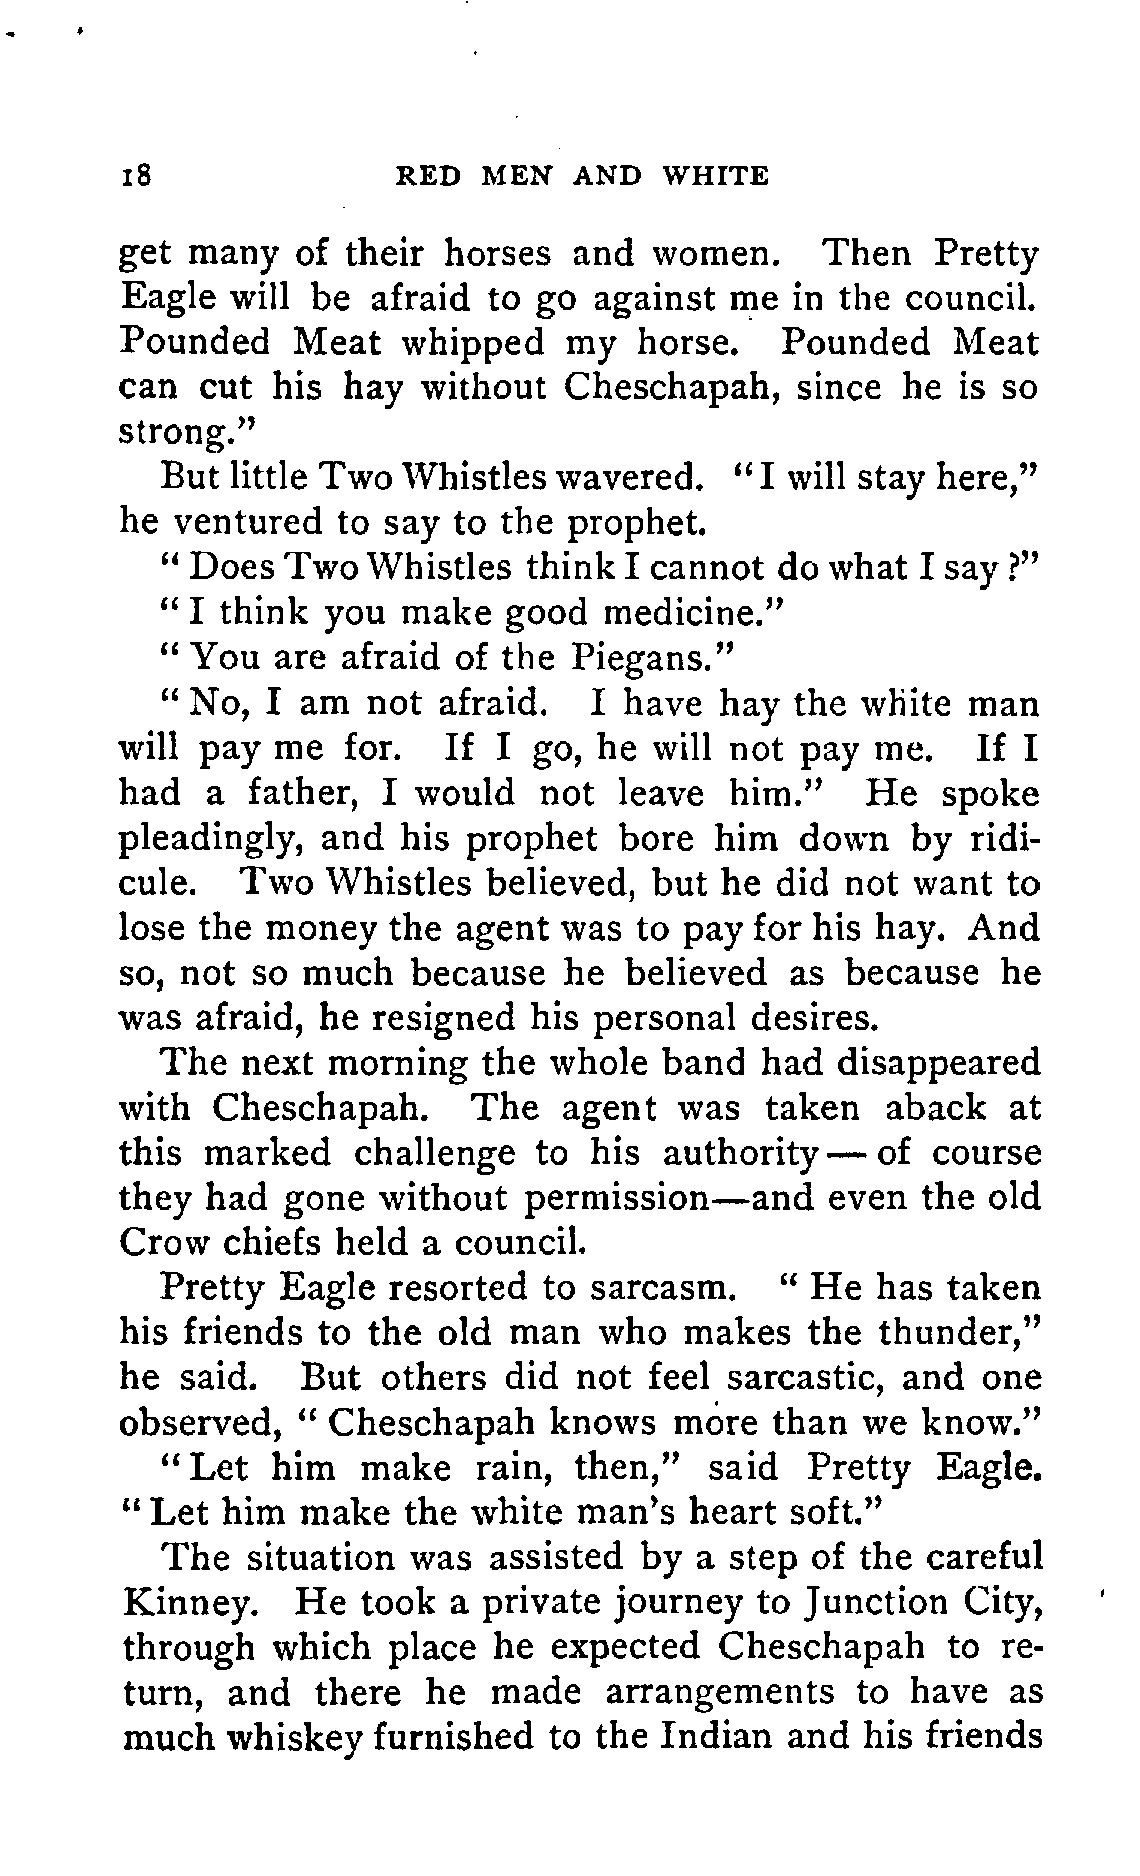 18 RED MEN AND WHITE
get many of their horses and women. Then Pretty
Eagle will be afraid to go against me in the council.
Pounded Meat whipped my horse. Pounded Meat
can cut his hay without Cheschapah, since he is so
strong."
But little Two Whistles wavered. "I will stay here,"
he ventured to say to the prophet.
"Does Two Whistles think I cannot do what I say?"
"I think you make good medicine."
"You are afraid of the Piegans."
"No, I am not afraid. I have hay the white man
will pay me for. If I go, he will not pay me. If I
had a father, I would not leave him." He spoke
pleadingly, and his prophet bore him down by ridi-
cule. Two Whistles believed, but he did not want to
lose the money the agent was to pay for his hay. And
so, not so much because he believed as because he
was afraid, he resigned his personal desires.
The next morning the whole band had disappeared
with Cheschapah. The agent was taken aback at
this marked challenge to his authority—of course
they had gone without permission—and even the old
Crow chiefs held a council.
Pretty Eagle resorted to sarcasm. "He has taken
his friends to the old man who makes the thunder,"
he said. But others did not feel sarcastic, and one
observed, "Cheschapah knows more than we know."
"Let him make rain, then," said Pretty Eagle.
"Let him make the white man's heart soft."
The situation was assisted by a step of the careful
Kinney. He took a private journey to Junction City,
through which place he expected Cheschapah to re-
turn, and there he made arrangements to have as
much whiskey furnished to the Indian and his friends